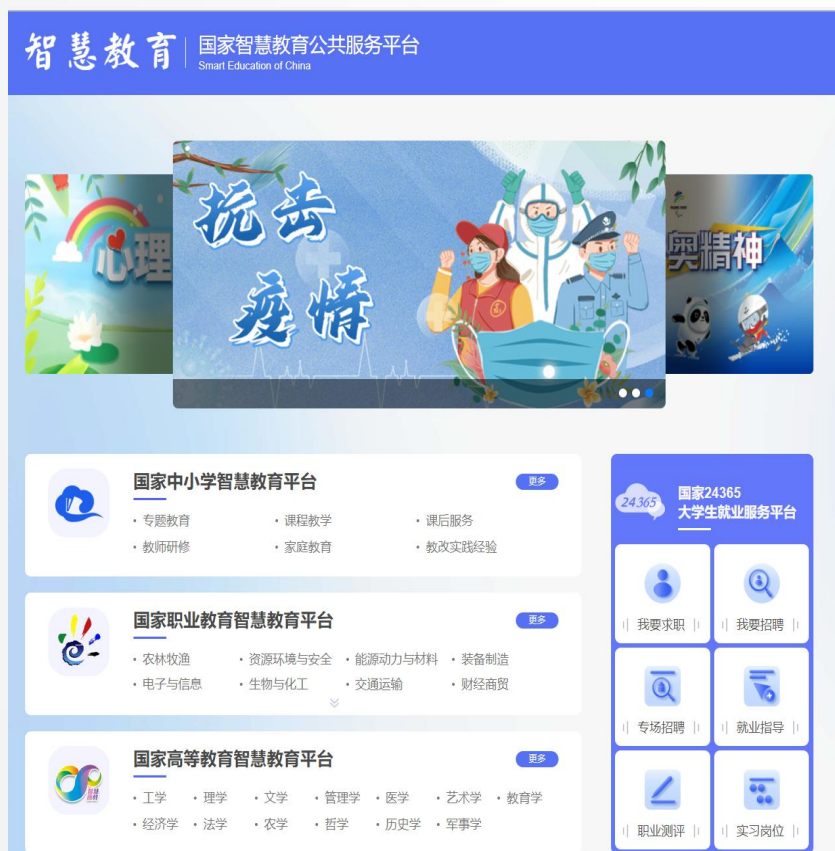 智慧教育
国家智慧教育公共服务平台
Smart Education of China
心理
抗击
疫情
奥精神
国家中小学智慧教育平台
更多
· 专题教育 · 课程教学 · 课后服务
· 教师研修 · 家庭教育 · 教改实践经验
国家职业教育智慧教育平台
更多
· 农林牧渔 · 资源环境与安全 · 能源动力与材料 · 装备制造
· 电子与信息 · 生物与化工 · 交通运输 · 财经商贸
国家高等教育智慧教育平台
更多
· 工学 · 理学 · 文学 · 管理学 · 医学 · 艺术学 · 教育学
· 经济学 · 法学 · 农学 · 哲学 · 历史学 · 军事学
24365
国家24365
大学生就业服务平台
我要求职
我要招聘
专场招聘
就业指导
职业测评
实习岗位